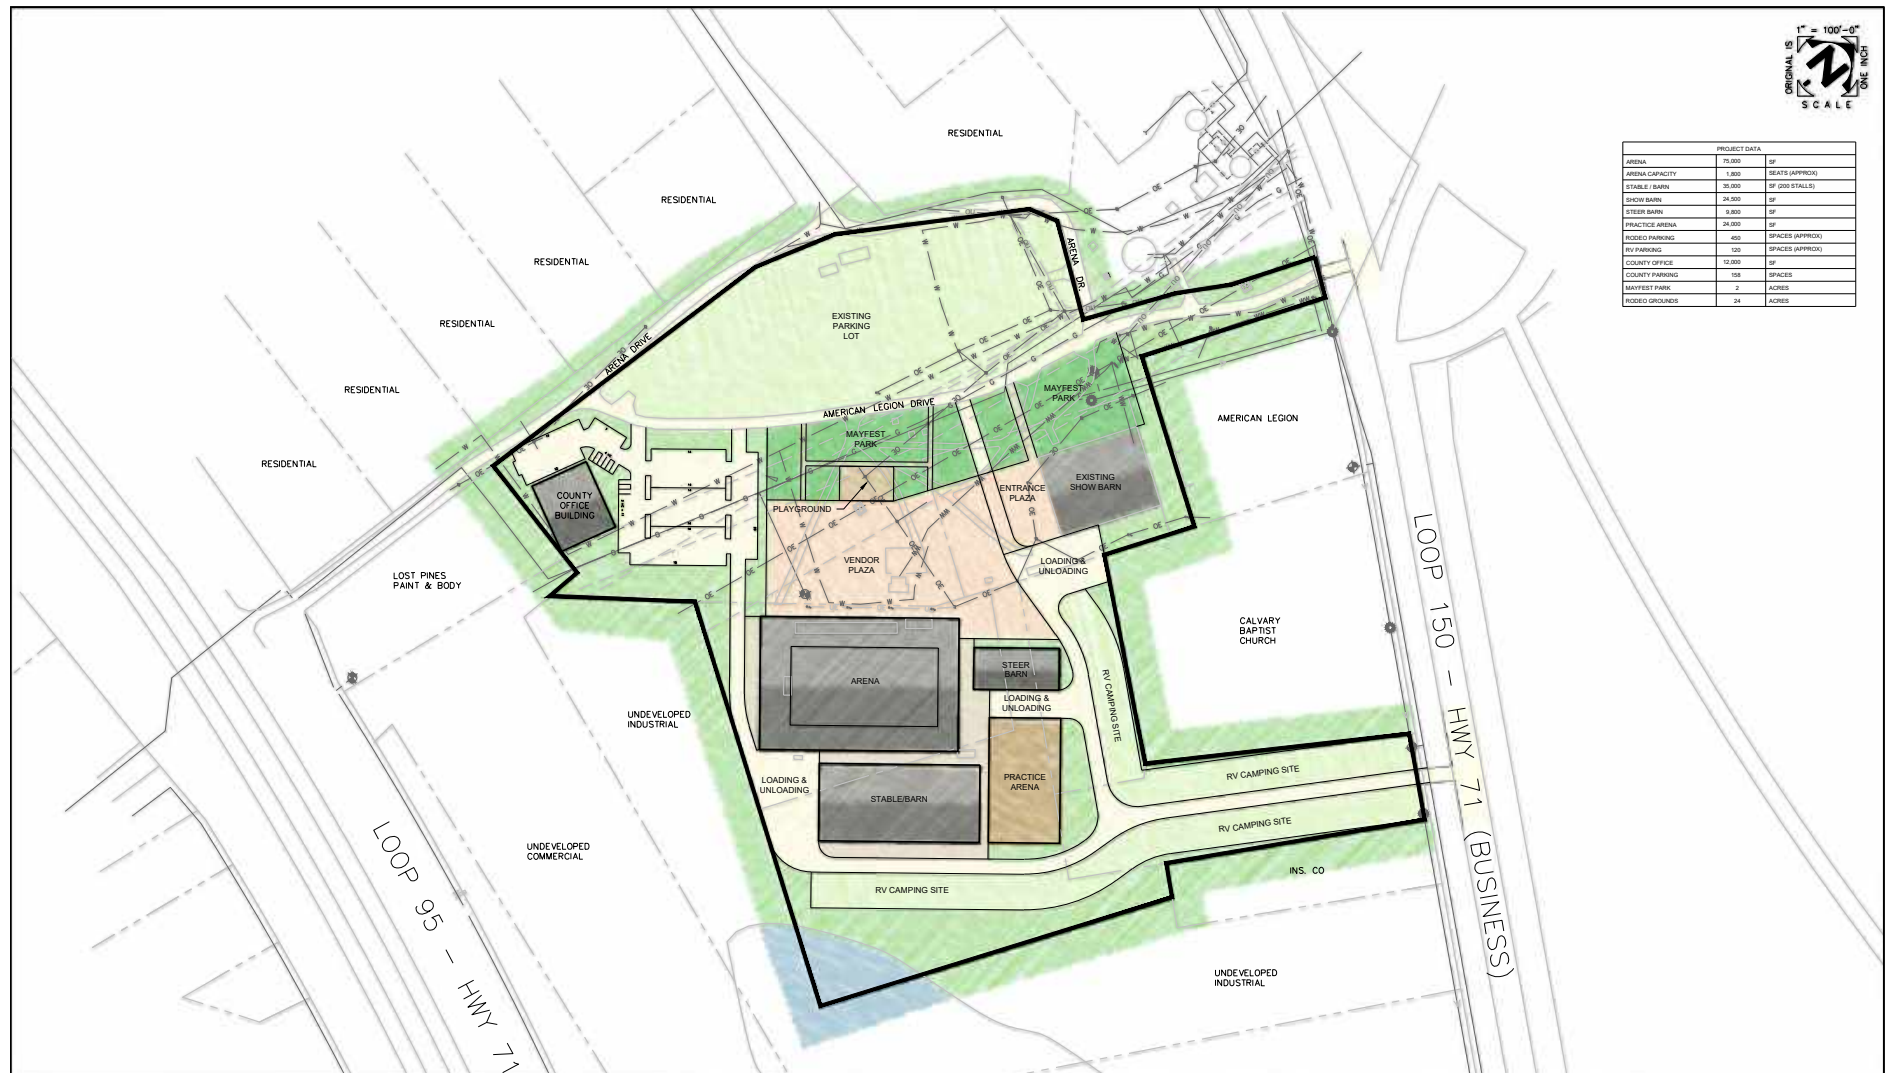 1" = 100'-0"
ORIGINAL IS
ONE INCH
N
SCALE
PROJECT DATA
ARENA 75,000 SF
ARENA CAPACITY 1,800 SEATS (APPROX)
STABLE / BARN 35,000 SF (200 STALLS)
SHOW BARN 24,500 SF
STEER BARN 9,800 SF
PRACTICE ARENA 24,000 SF
RODEO PARKING 450 SPACES (APPROX)
RV PARKING 120 SPACES (APPROX)
COUNTY OFFICE 12,000 SF
COUNTY PARKING 158 SPACES
MAYFEST PARK 2 ACRES
RODEO GROUNDS 24 ACRES
RESIDENTIAL
RESIDENTIAL
RESIDENTIAL
RESIDENTIAL
RESIDENTIAL
RESIDENTIAL
ARENA DR.
ARENA DRIVE
EXISTING
PARKING
LOT
AMERICAN LEGION DRIVE
MAYFEST
PARK
MAYFEST
PARK
AMERICAN LEGION
COUNTY
OFFICE
BUILDING
PLAYGROUND
ENTRANCE
PLAZA
EXISTING
SHOW BARN
VENDOR
PLAZA
LOADING &
UNLOADING
LOST PINES
PAINT & BODY
CALVARY
BAPTIST
CHURCH
ARENA
STEER
BARN
LOADING &
UNLOADING
RV CAMPING SITE
UNDEVELOPED
INDUSTRIAL
LOADING &
UNLOADING
STABLE/BARN
PRACTICE
ARENA
RV CAMPING SITE
RV CAMPING SITE
RV CAMPING SITE
UNDEVELOPED
COMMERCIAL
INS. CO
UNDEVELOPED
INDUSTRIAL
LOOP 95 - HWY 71
LOOP 150 - HWY 71 (BUSINESS)